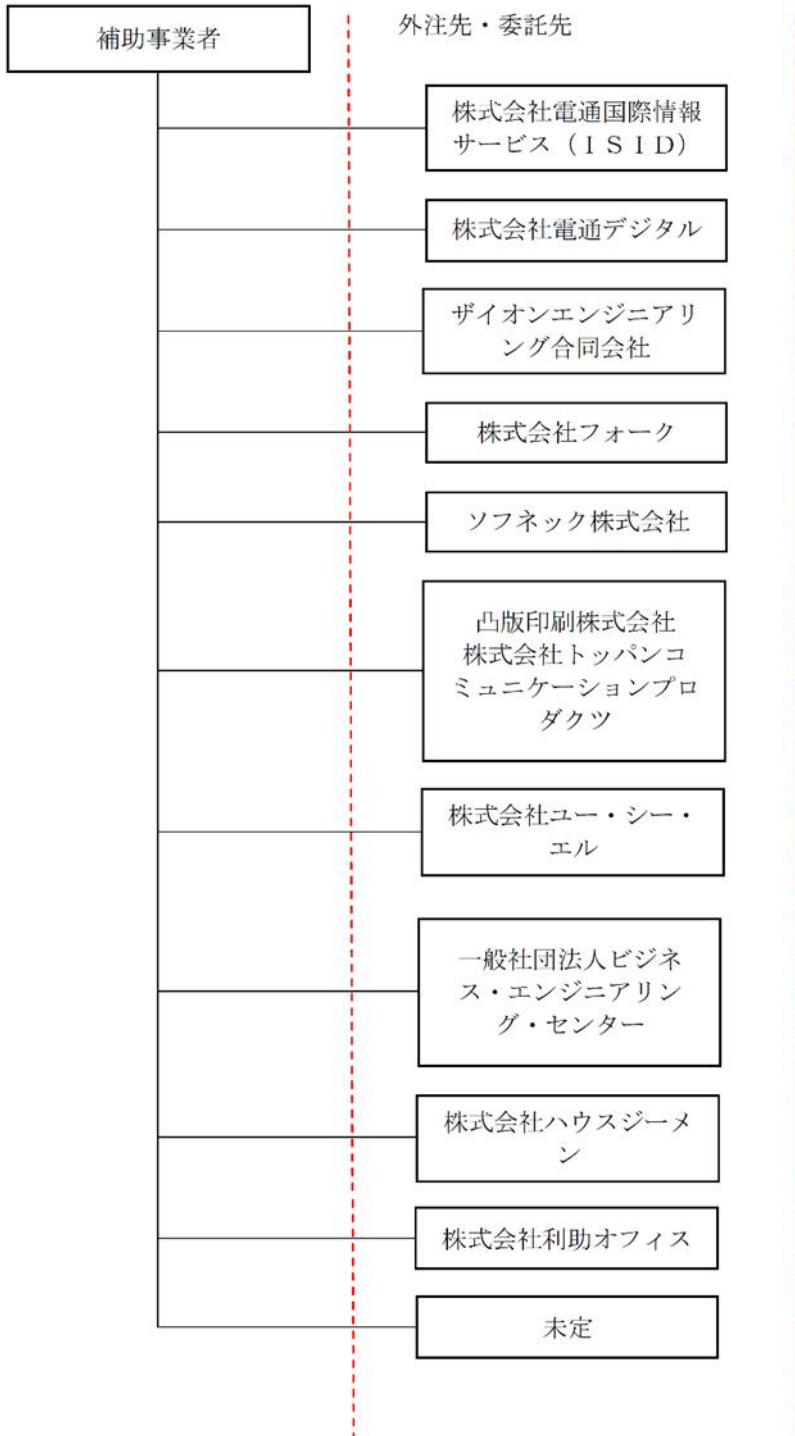 補助事業者
外注先・委託先
株式会社電通国際情報
サービス（ＩＳＩＤ）
株式会社電通デジタル
ザイオンエンジニアリ
ング合同会社
株式会社フォーク
ソフネック株式会社
凸版印刷株式会社
株式会社トッパンコ
ミュニケーションプロ
ダクツ
株式会社ユー・シー・
エル
一般社団法人ビジネ
ス・エンジニアリン
グ・センター
株式会社ハウスジーメ
ン
株式会社利助オフィス
未定